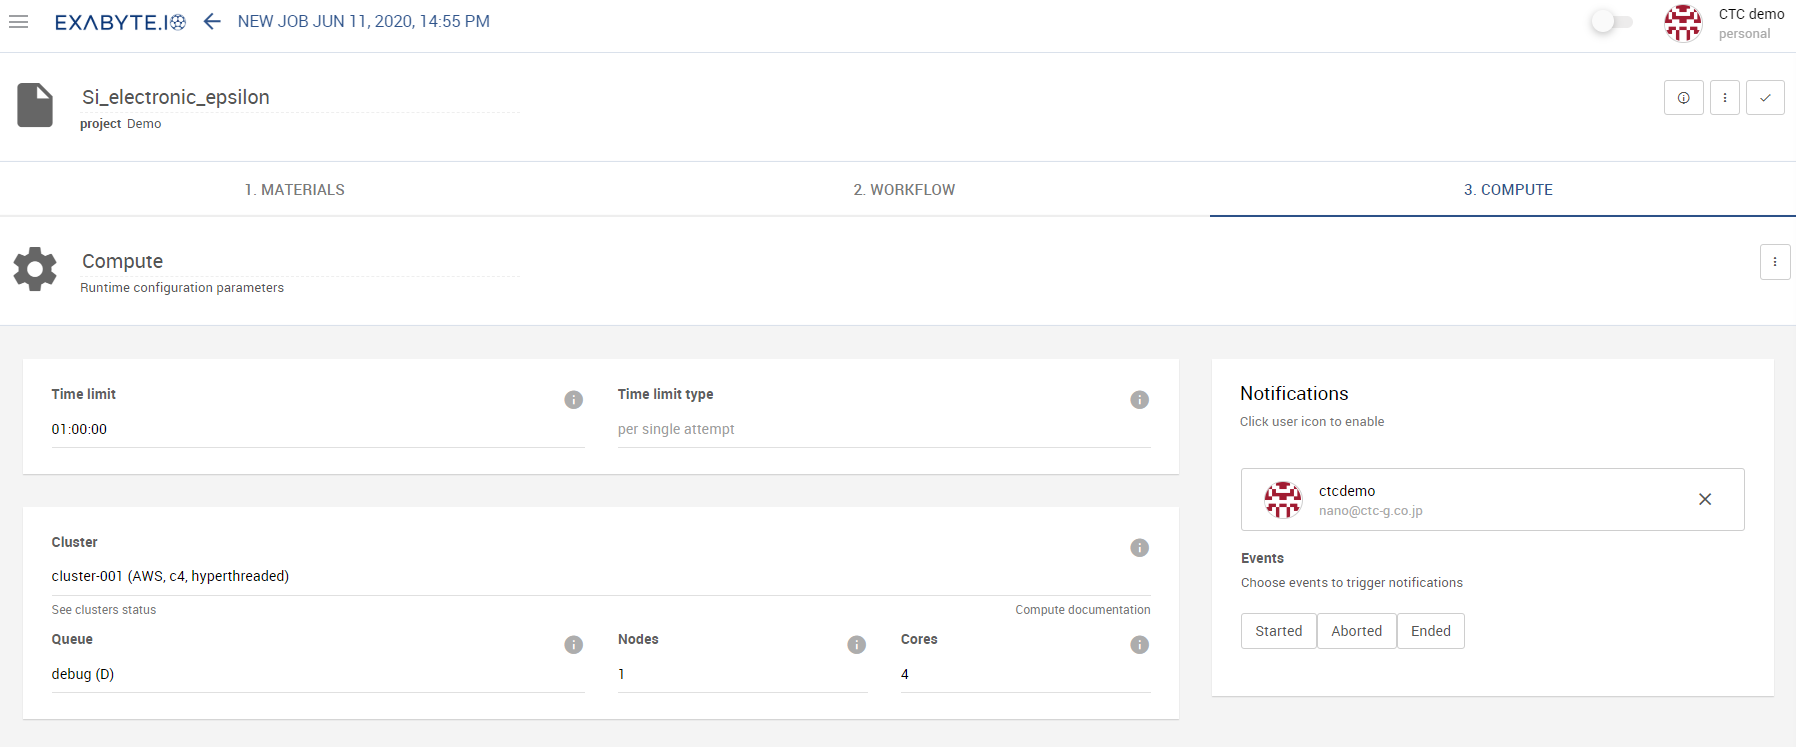 EXABYTE.IO NEW JOB JUN 11, 2020, 14:55 PM
CTC demo
personal
Si_electronic_epsilon
project Demo
1. MATERIALS 2. WORKFLOW 3. COMPUTE
Compute
Runtime configuration parameters
Time limit
01:00:00
Time limit type
per single attempt
Cluster
cluster-001 (AWS, c4, hyperthreaded)
See clusters status
Compute documentation
Queue
debug (D)
Nodes
1
Cores
4
Notifications
Click user icon to enable
ctcdemo
nano@ctc-g.co.jp
Events
Choose events to trigger notifications
Started Aborted Ended